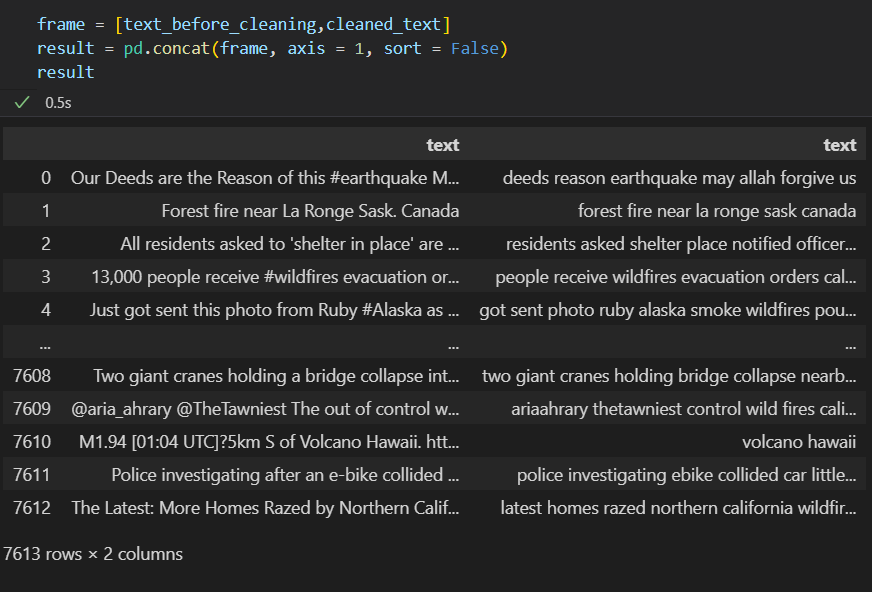 frame = [text_before_cleaning,cleaned_text]
result = pd.concat(frame, axis = 1, sort = False)
result
0.5s
text text
0 Our Deeds are the Reason of this #earthquake M... deeds reason earthquake may allah forgive us
1 Forest fire near La Ronge Sask. Canada forest fire near la ronge sask canada
2 All residents asked to 'shelter in place' are ... residents asked shelter place notified officer...
3 13,000 people receive #wildfires evacuation or... people receive wildfires evacuation orders cal...
4 Just got sent this photo from Ruby #Alaska as ... got sent photo ruby alaska smoke wildfires pou...
... ... ...
7608 Two giant cranes holding a bridge collapse int... two giant cranes holding bridge collapse nearb...
7609 @aria_ahrary @TheTawniest The out of control w... ariaahrary thetawniest control wild fires cali...
7610 M1.94 [01:04 UTC]?5km S of Volcano Hawaii. htt... volcano hawaii
7611 Police investigating after an e-bike collided ... police investigating ebike collided car little...
7612 The Latest: More Homes Razed by Northern Calif... latest homes razed northern california wildfir...
7613 rows × 2 columns